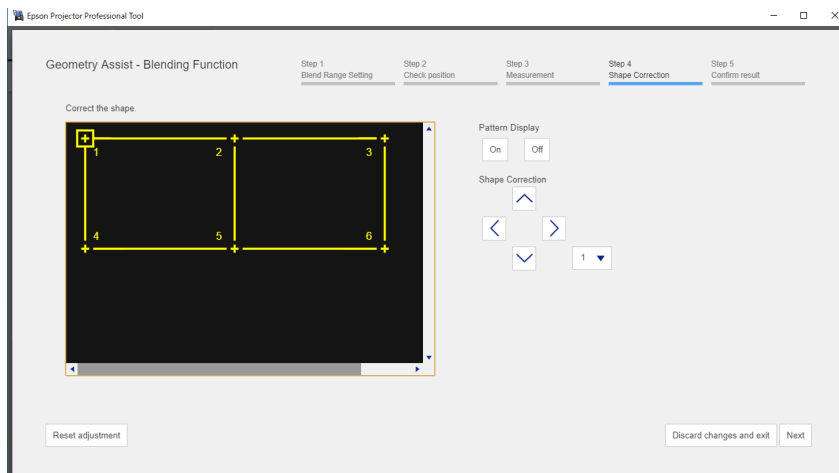 Epson Projector Professional Tool
Geometry Assist - Blending Function
Step 1
Blend Range Setting
Step 2
Check position
Step 3
Measurement
Step 4
Shape Correction
Step 5
Confirm result
Correct the shape.
1
2
3
4
5
6
Pattern Display
On
Off
Shape Correction
1
Reset adjustment
Discard changes and exit
Next